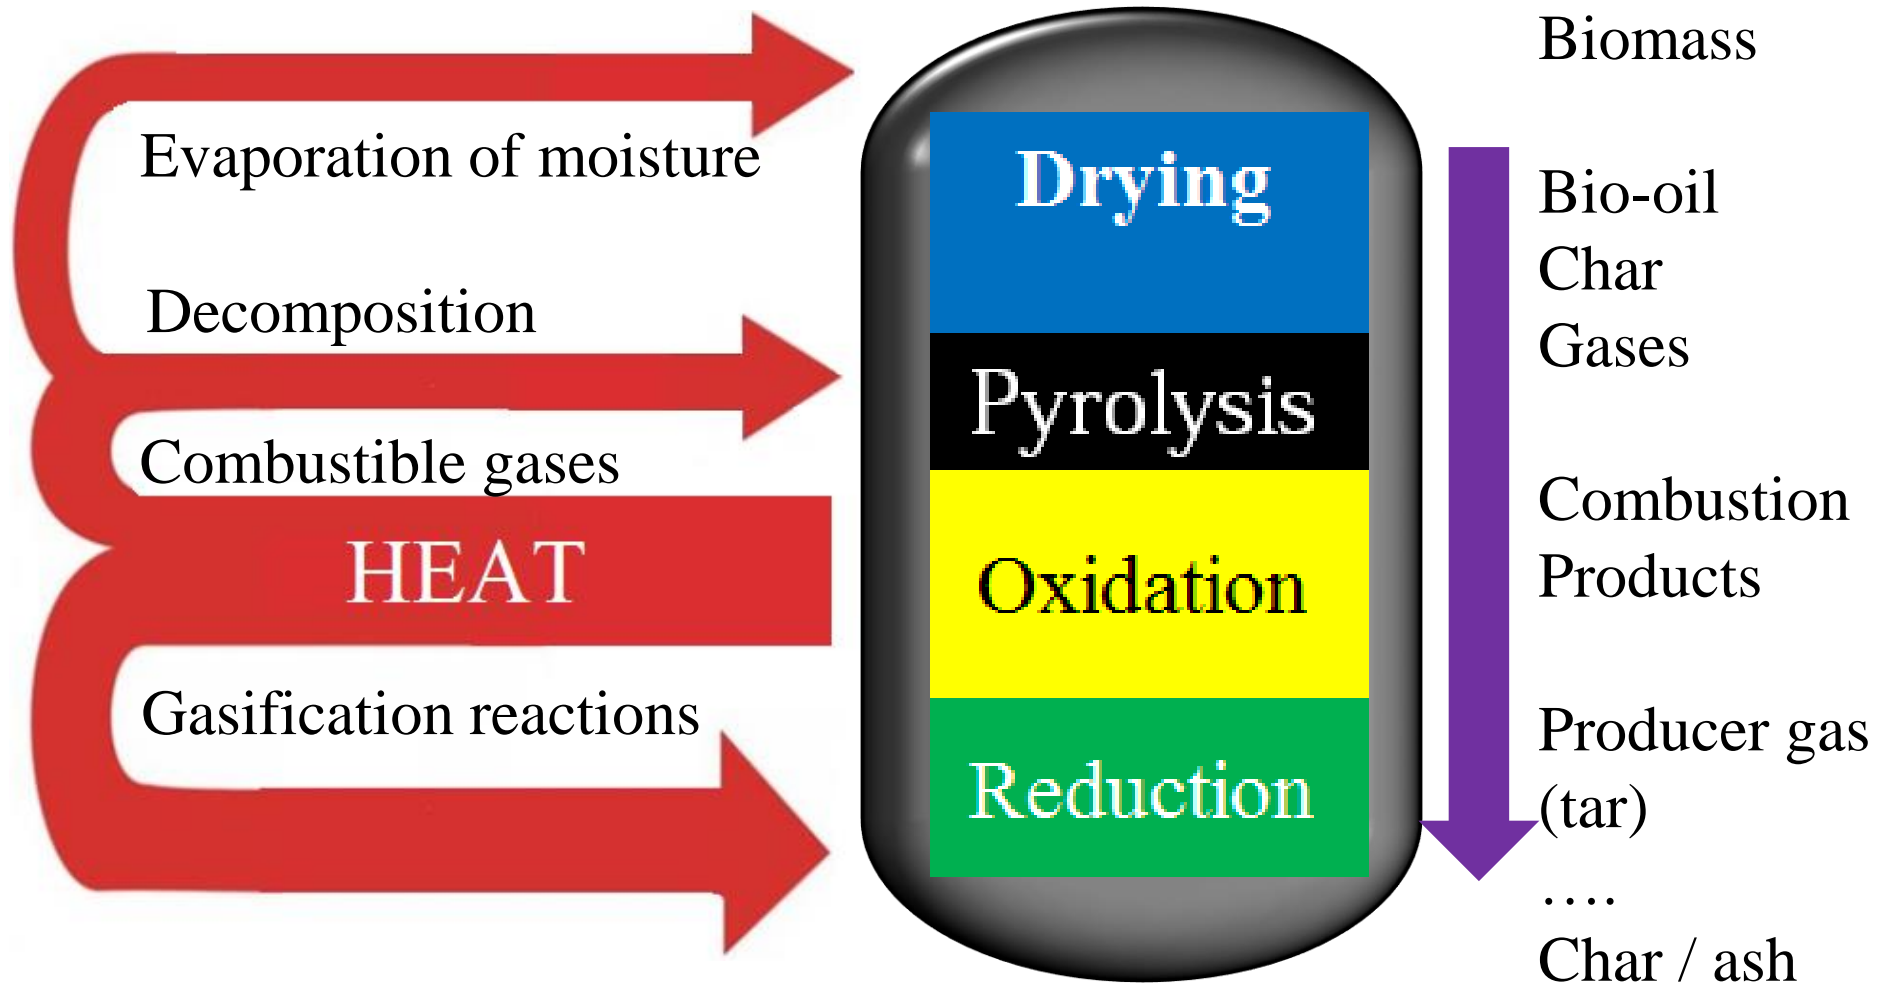 Evaporation of moisture
Decomposition
Combustible gases
HEAT
Gasification reactions
Drying
Pyrolysis
Oxidation
Reduction
Biomass
Bio-oil
Char
Gases
Combustion
Products
Producer gas
(tar)
….
Char / ash